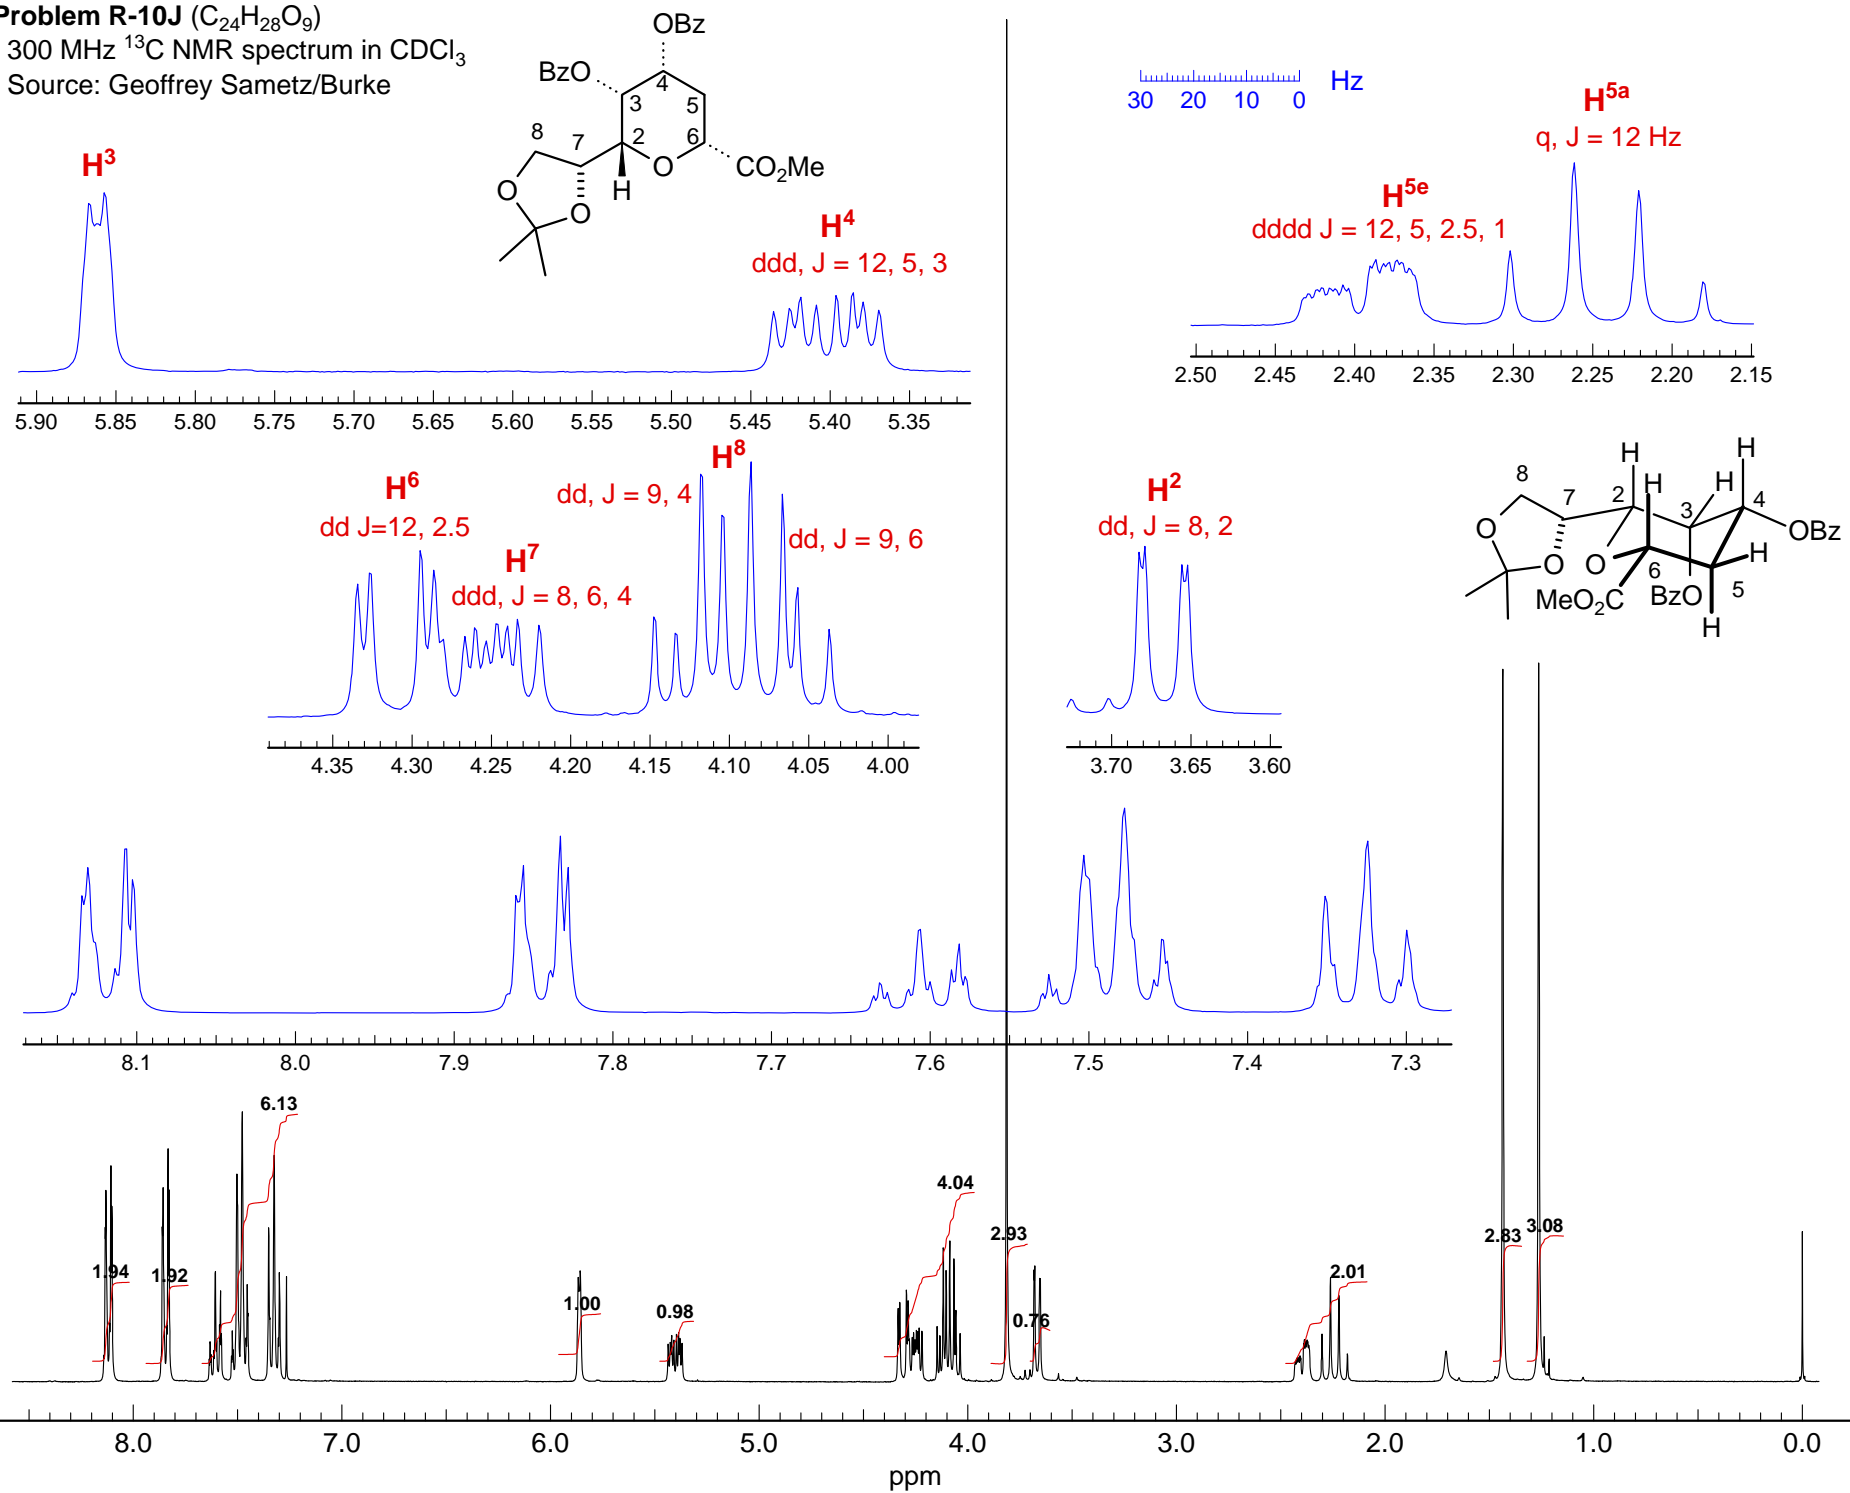 Problem R-10J (C24H28O9)
300 MHz 13C NMR spectrum in CDCl3
Source: Geoffrey Sametz/Burke
OBz
BzO
4
3
5
8
7
2
6
O
CO2Me
H
O
O
30 20 10 0 Hz
H5a
q, J = 12 Hz
H5e
dddd J = 12, 5, 2.5, 1
H3
H4
ddd, J = 12, 5, 3
2.50 2.45 2.40 2.35 2.30 2.25 2.20 2.15
5.90 5.85 5.80 5.75 5.70 5.65 5.60 5.55 5.50 5.45 5.40 5.35
H6
dd J=12, 2.5
H7
ddd, J = 8, 6, 4
H8
dd, J = 9, 4
dd, J = 9, 6
H2
dd, J = 8, 2
H
H
H
H
8
7
2
3
4
OBz
O
O
O
H
6
5
MeO2C
BzO
H
4.35 4.30 4.25 4.20 4.15 4.10 4.05 4.00
3.70 3.65 3.60
8.1 8.0 7.9 7.8 7.7 7.6 7.5 7.4 7.3
6.13
1.94
1.92
1.00
0.98
4.04
2.93
0.76
2.01
2.83
3.08
8.0 7.0 6.0 5.0 4.0 3.0 2.0 1.0 0.0
ppm